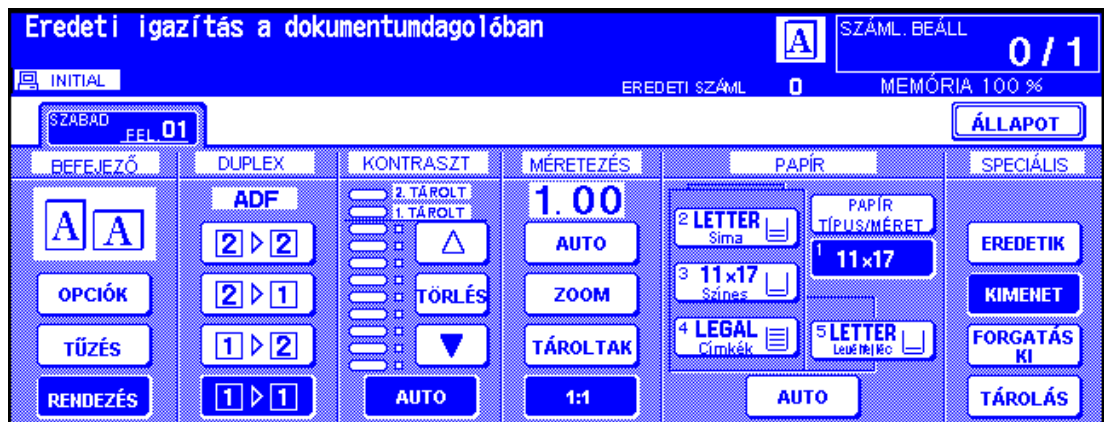 Eredeti igazítás a dokumentumdagolóban
A
SZÁML. BEÁLL
0 / 1
INITIAL
EREDETI SZÁML 0
MEMÓRIA 100 %
SZABAD
FEL. 01
ÁLLAPOT
BEFEJEZŐ
A A
OPCIÓK
TŰZÉS
RENDEZÉS
DUPLEX
ADF
2 ▷ 2
2 ▷ 1
1 ▷ 2
1 ▷ 1
KONTRASZT
2. TÁROLT
1. TÁROLT
TÖRLÉS
AUTO
MÉRETEZÉS
1.00
AUTO
ZOOM
TÁROLTAK
1:1
PAPÍR
2 LETTER
Sima
3 11x17
Színes
4 LEGAL
Címkék
PAPÍR
TÍPUS/MÉRET
1 11x17
5 LETTER
AUTO
SPECIÁLIS
EREDETIK
KIMENET
FORGATÁS
KI
TÁROLÁS